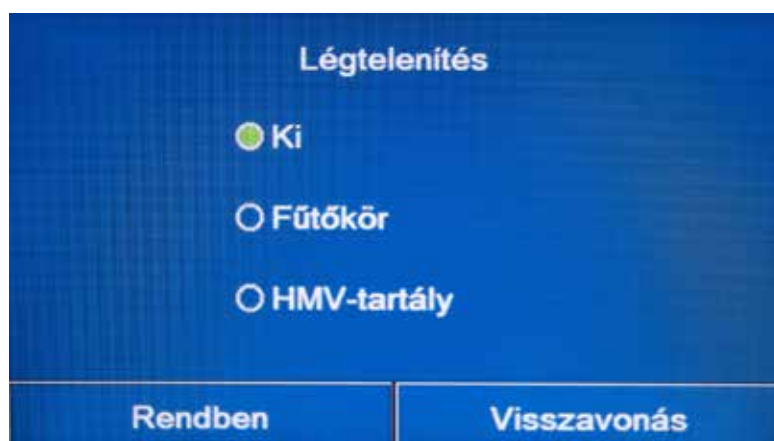 Légtelenítés
Ki
Fűtőkör
HMV-tartály
Rendben
Visszavonás